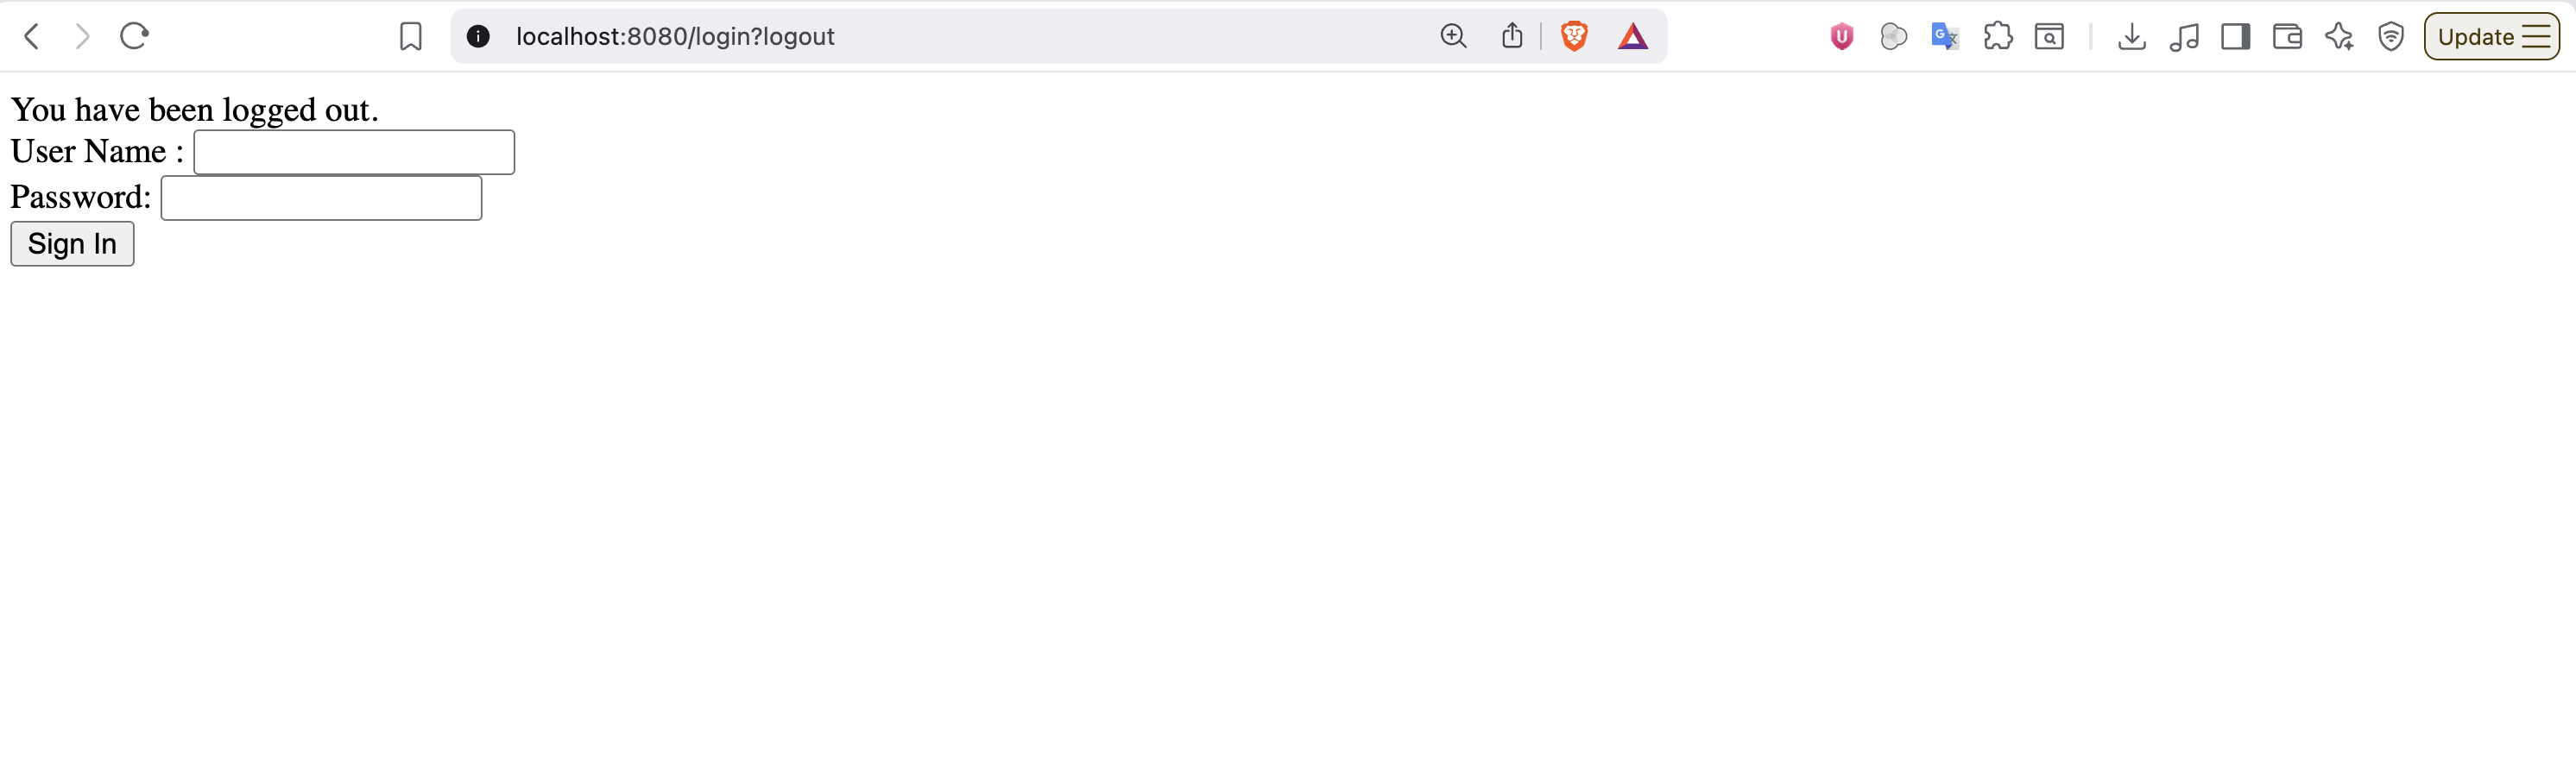 localhost:8080/login?logout
Update
You have been logged out.
User Name :
Password:
Sign In